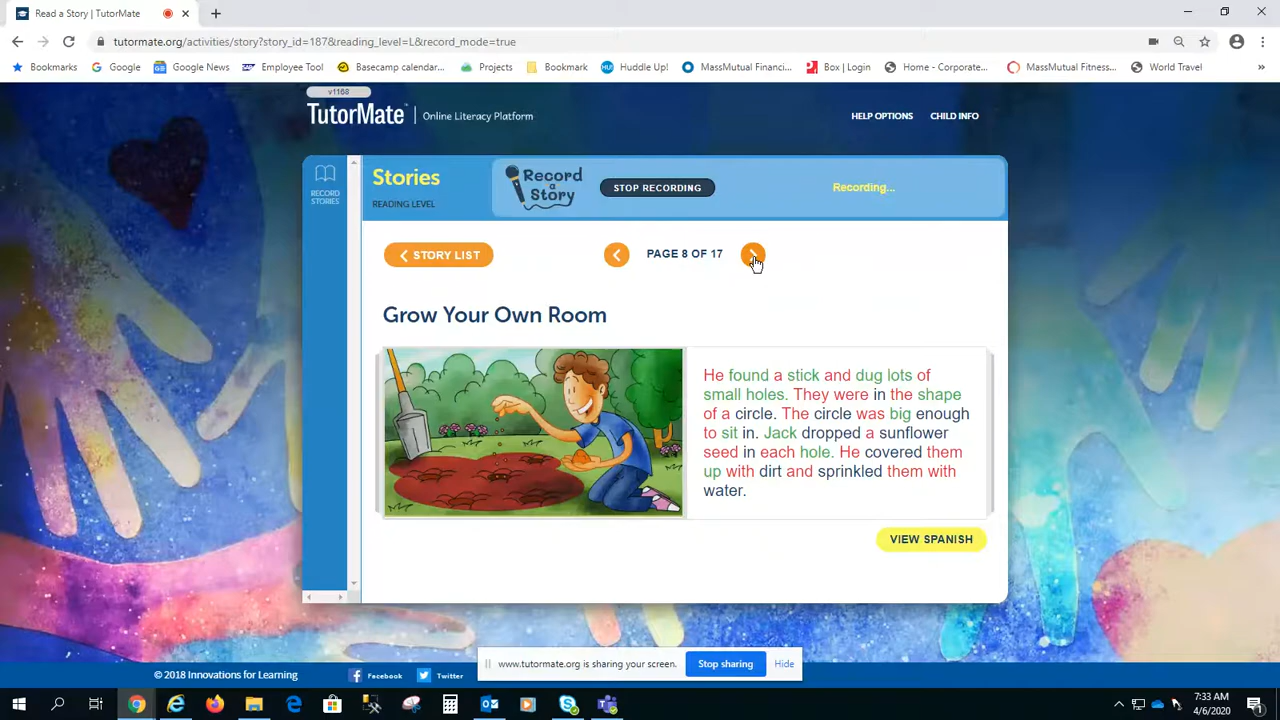 Read a Story | TutorMate
tutormate.org/activities/story?story_id=187&reading_level=L&record_mode=true
Bookmarks Google Google News Employee Tool Basecamp calendar... Projects Bookmark Huddle Up! MassMutual Financi... Box | Login Home - Corporate... MassMutual Fitness... World Travel »
v1168
TutorMate™ | Online Literacy Platform
HELP OPTIONS CHILD INFO
RECORD
STORIES
Stories
READING LEVEL
Record
a
Story
STOP RECORDING
Recording...
STORY LIST
PAGE 8 OF 17
Grow Your Own Room
He found a stick and dug lots of
small holes. They were in the shape
of a circle. The circle was big enough
to sit in. Jack dropped a sunflower
seed in each hole. He covered them
up with dirt and sprinkled them with
water.
VIEW SPANISH
www.tutormate.org is sharing your screen. Stop sharing Hide
© 2018 Innovations for Learning Facebook Twitter
7:33 AM
4/6/2020